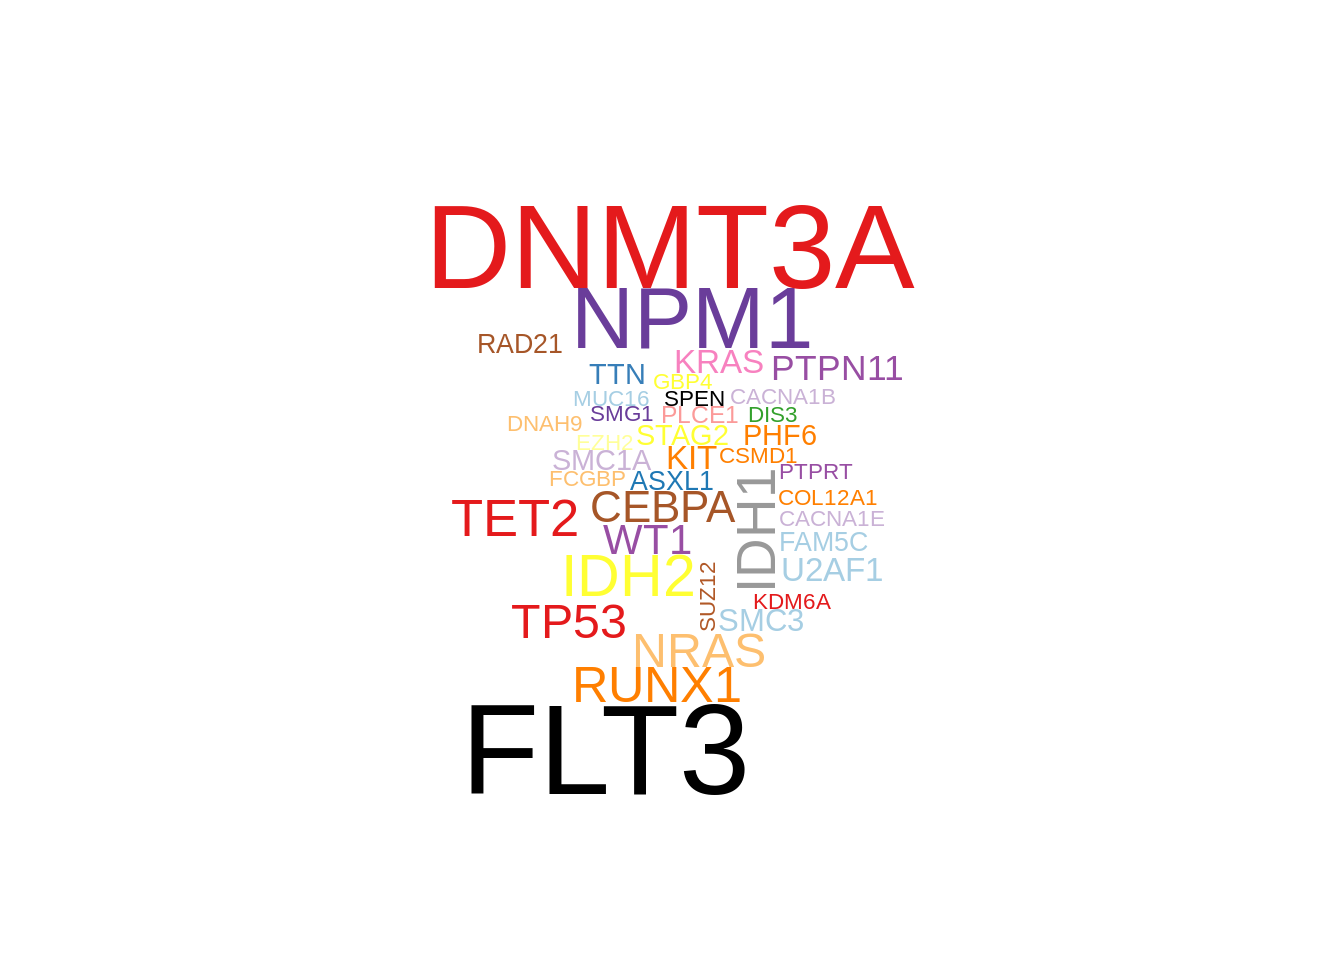 DNMT3A
NPM1
RAD21
KRAS
PTPN11
TTN
GBP4
MUC16
SPEN
CACNA1B
SMG1
PLCE1
DIS3
DNAH9
STAG2
PHF6
EZH2
KIT
CSMD1
SMC1A
PTPRT
FCGBP
ASXL1
IDH1
COL12A1
CEBPA
TET2
CACNA1E
WT1
FAM5C
U2AF1
IDH2
SUZ12
KDM6A
SMC3
TP53
NRAS
RUNX1
FLT3